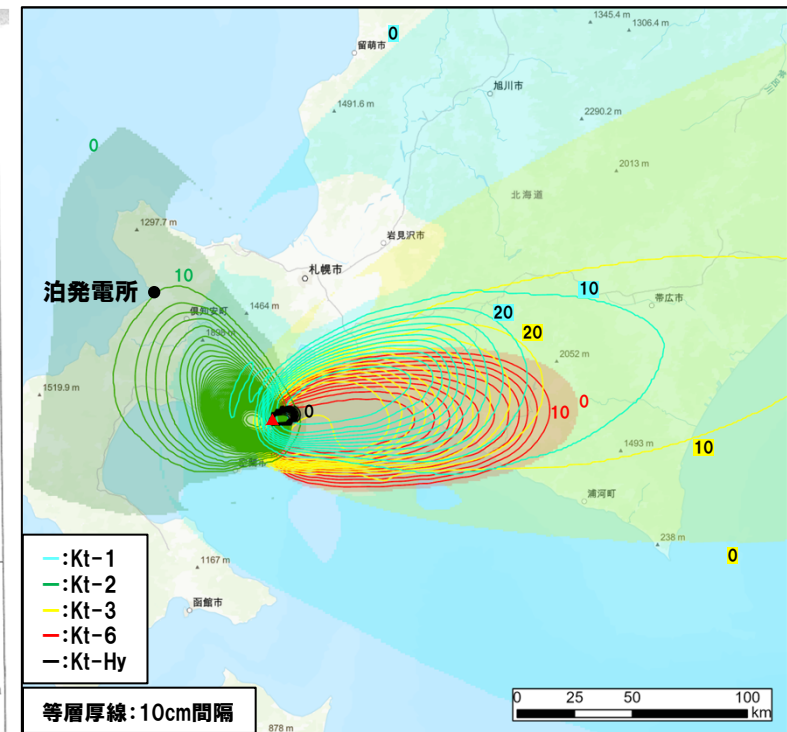 0
留萌市
1345.4 m
1306.4 m
旭川市
1491.6 m
2290.2 m
0
2013 m
北海道
1297.7 m
岩見沢市
札幌市
10
泊発電所
倶知安町
1464 m
10
帯広市
20
20
1898 m
2052 m
1519.9 m
0
10
0
1493 m
10
浦河町
238 m
0
1167 m
函館市
:Kt-1
:Kt-2
:Kt-3
:Kt-6
:Kt-Hy
等層厚線:10cm間隔
878 m
0 25 50 100
km